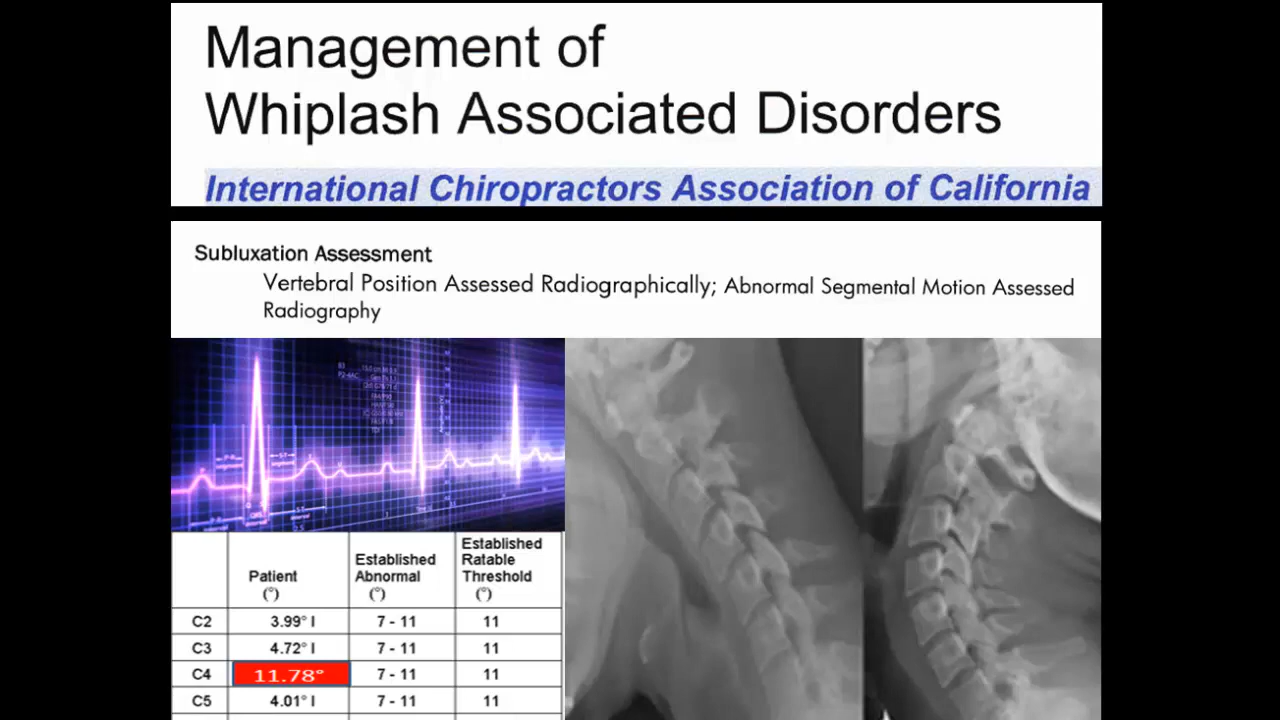 Management of
Whiplash Associated Disorders
International Chiropractors Association of California
Subluxation Assessment
Vertebral Position Assessed Radiographically; Abnormal Segmental Motion Assessed
Radiography
Patient (°) Established Abnormal (°) Established Ratable Threshold (°)
C2 3.99° I 7 - 11 11
C3 4.72° I 7 - 11 11
C4 11.78° 7 - 11 11
C5 4.01° I 7 - 11 11